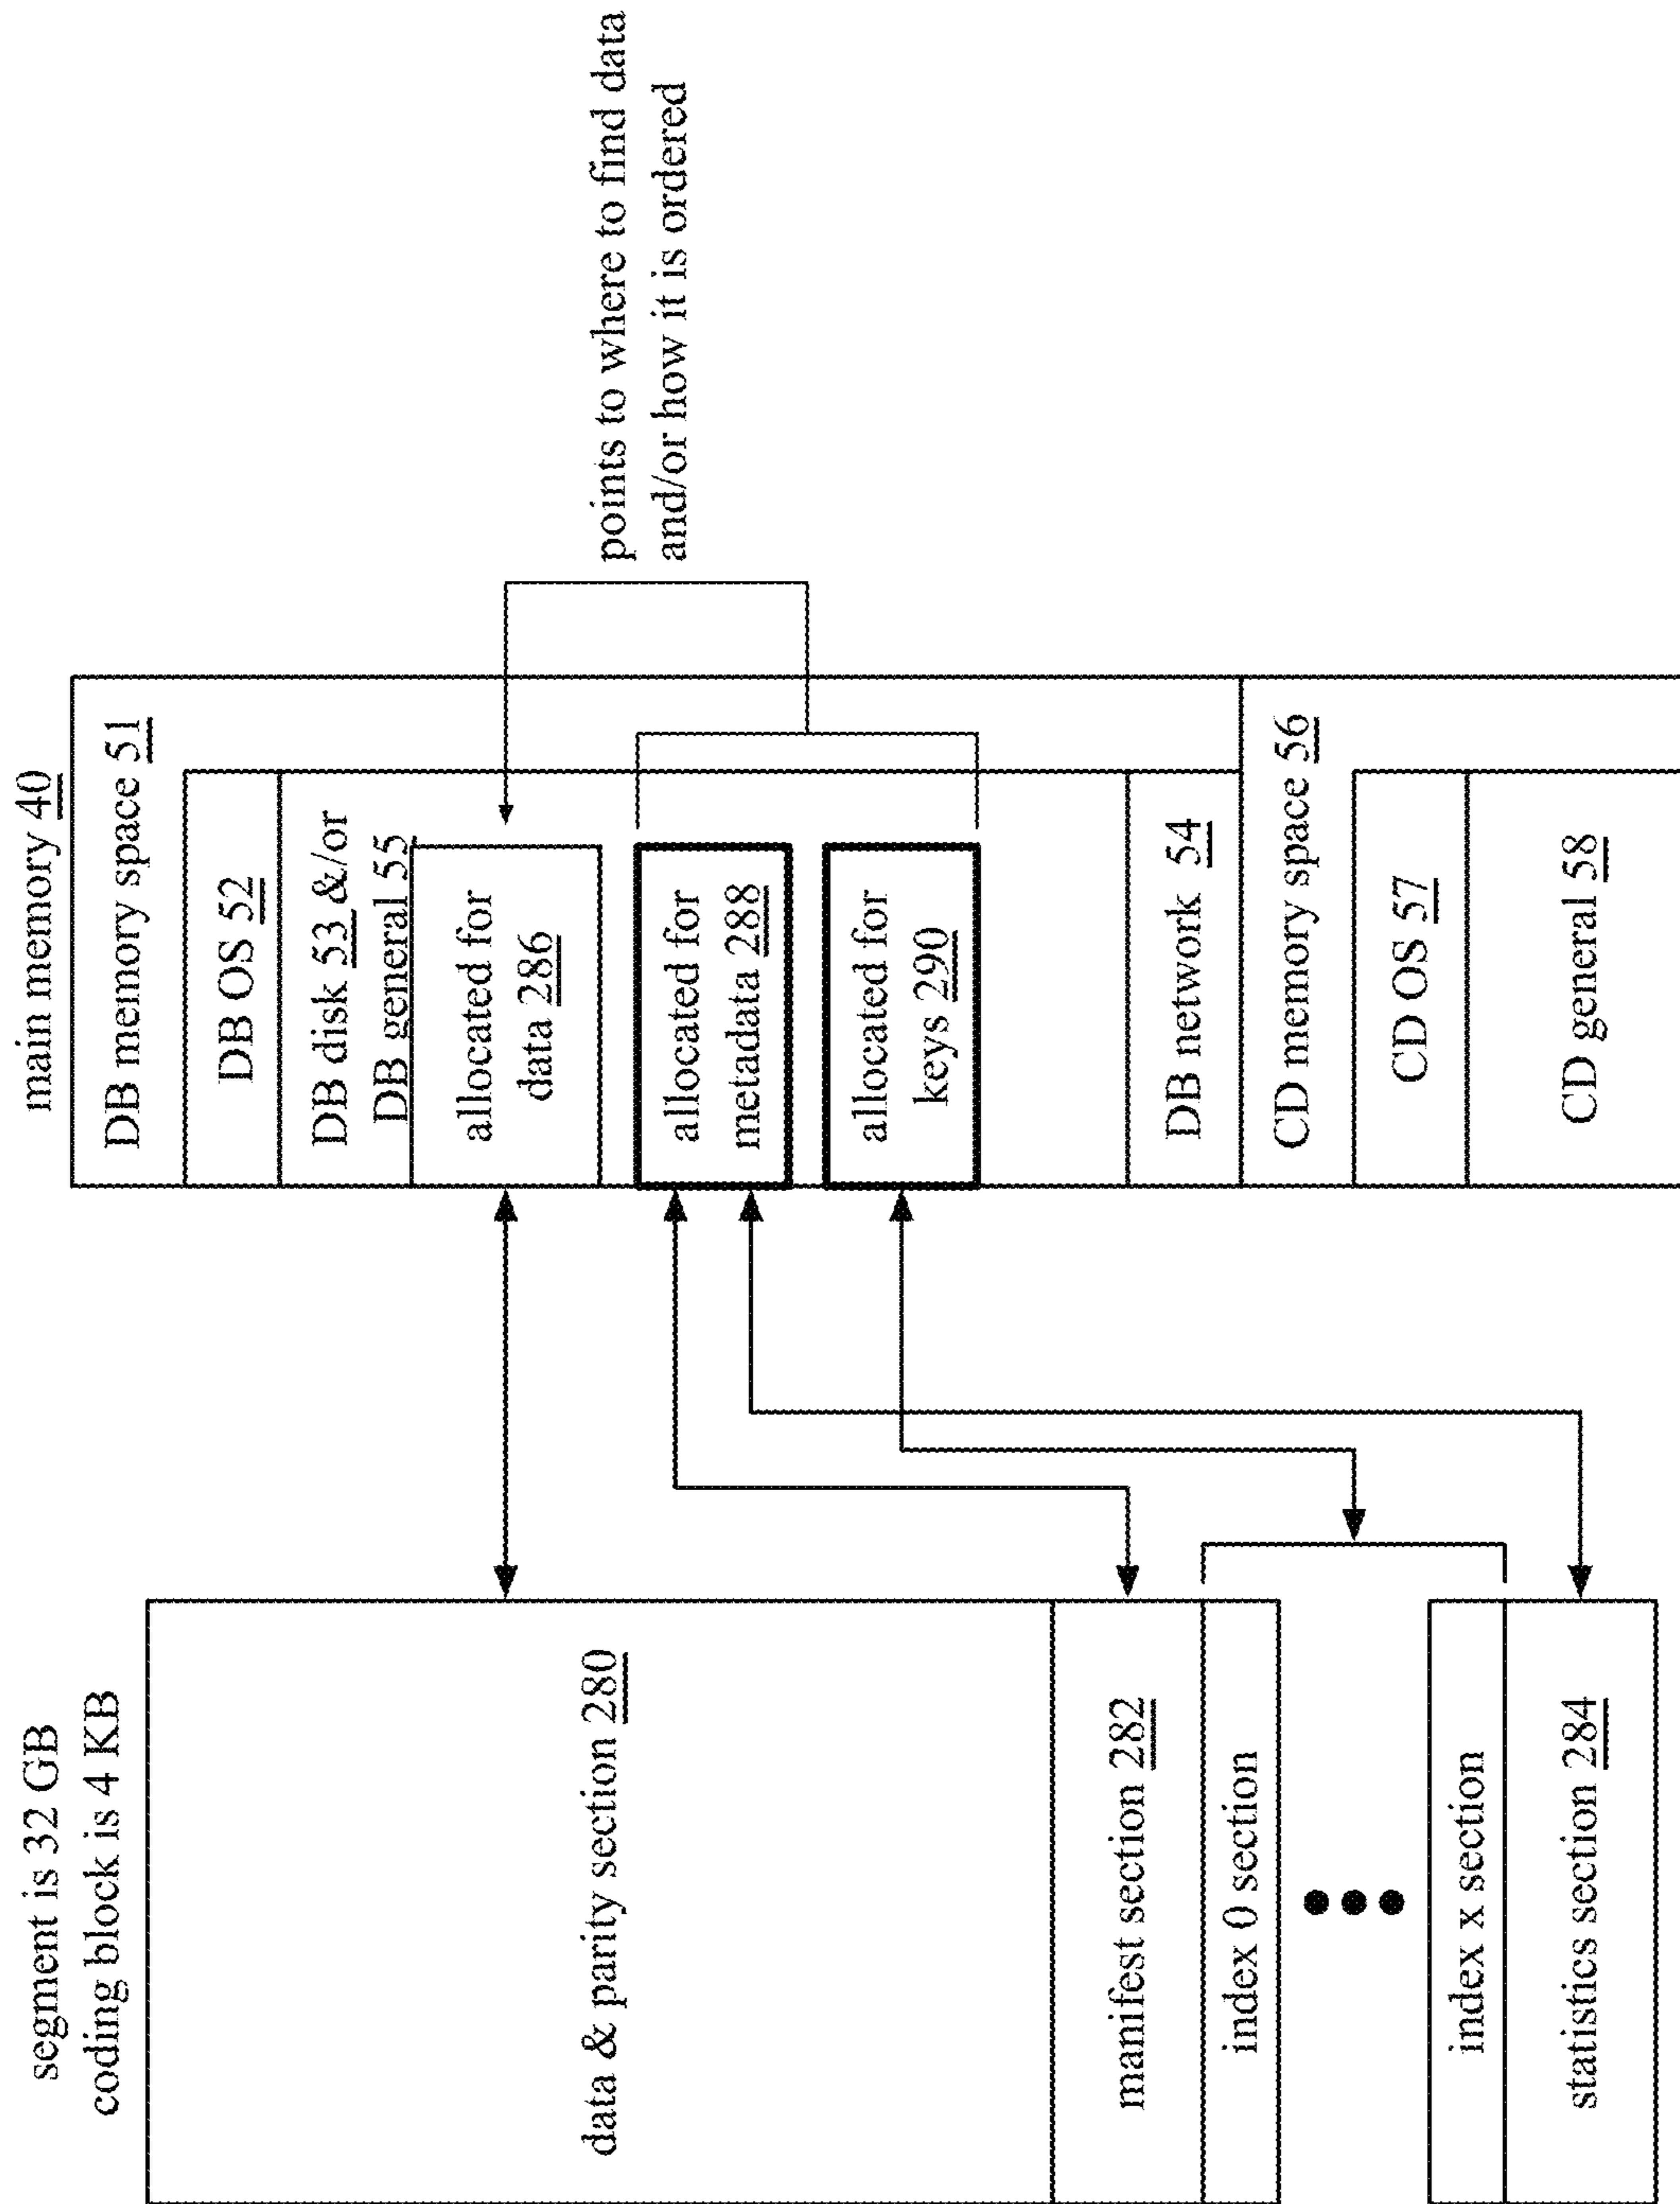 segment is 32 GB
coding block is 4 KB
data & parity section 280
manifest section 282
index 0 section
index x section
statistics section 284
main memory 40
DB memory space 51
DB OS 52
DB disk 53 &/or
DB general 55
allocated for
data 286
allocated for
metadata 288
allocated for
keys 290
DB network 54
CD memory space 56
CD OS 57
CD general 58
points to where to find data
and/or how it is ordered